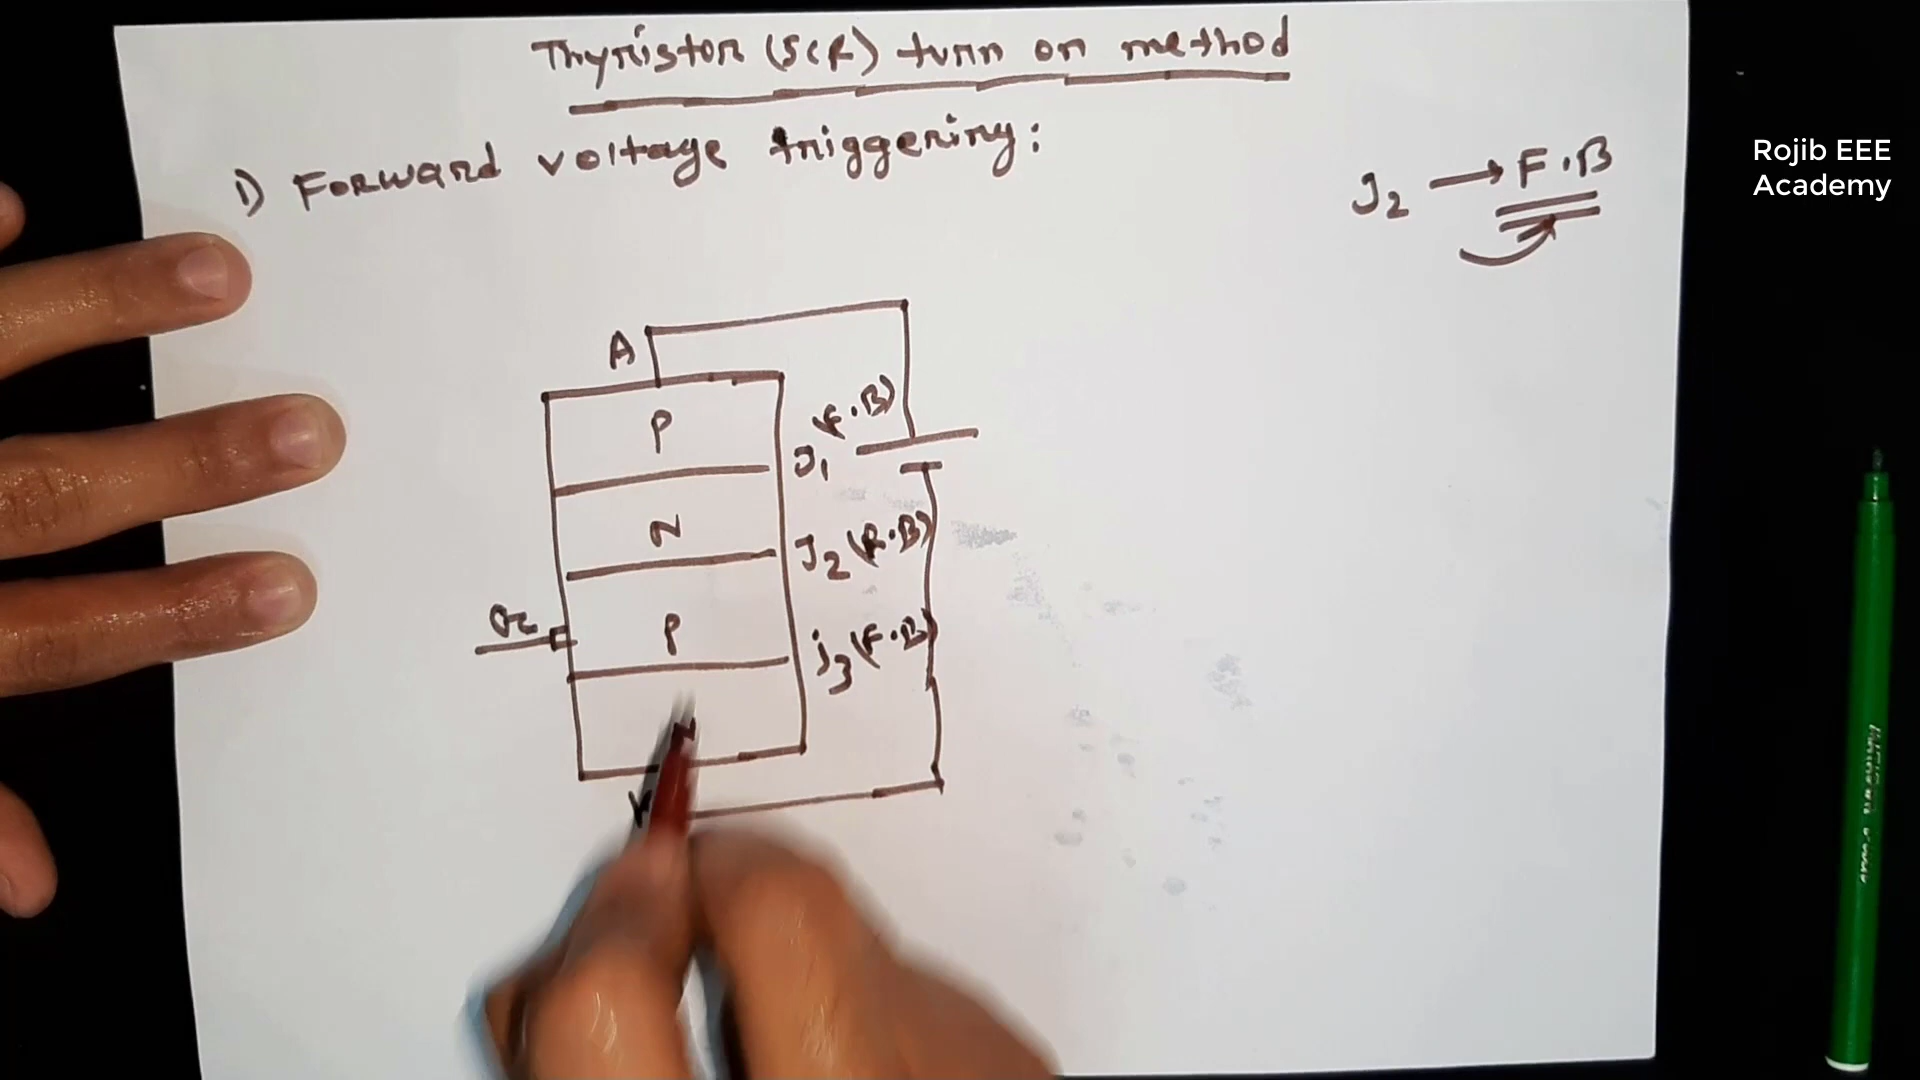 Thyristor (SCR) turn on method
1) Forward voltage triggering:
J2 → F.B
Rojib EEE
Academy
A
P
J1 (F.B)
N
J2 (R.B)
G
P
j3 (F.B)
N
K